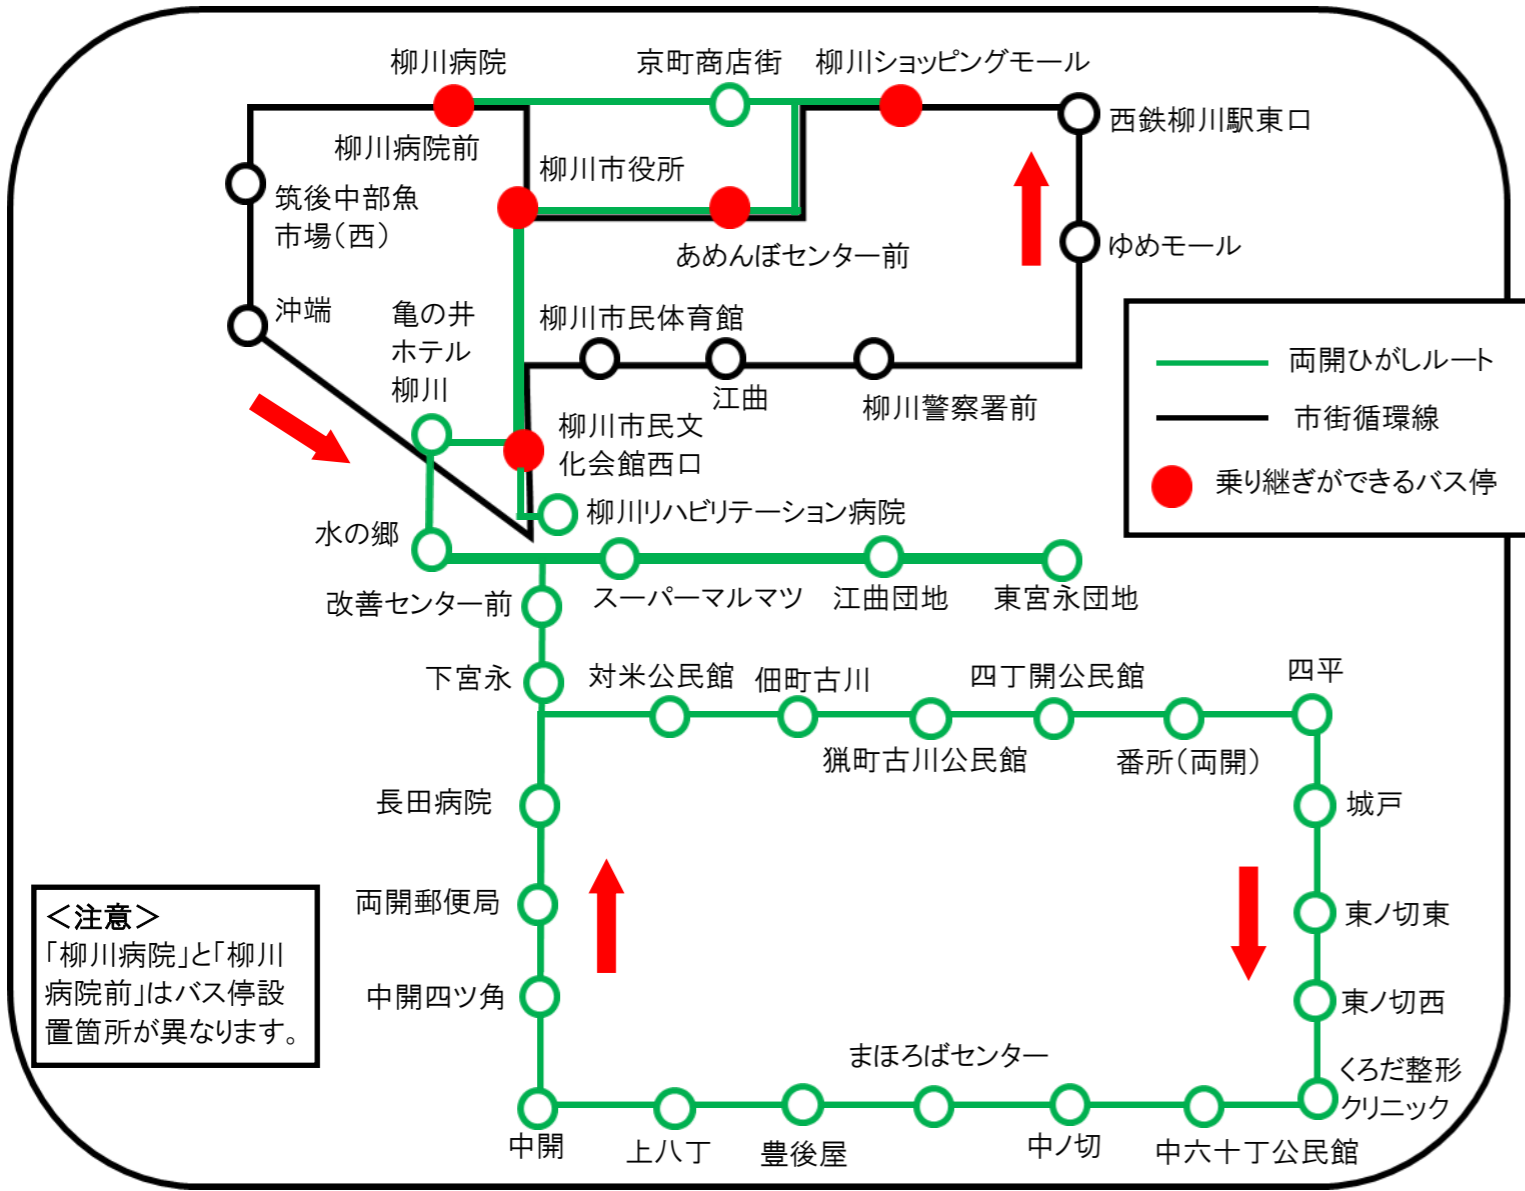 柳川病院
京町商店街
柳川ショッピングモール
西鉄柳川駅東口
柳川病院前
柳川市役所
筑後中部魚
市場（西）
あめんぼセンター前
ゆめモール
沖端
亀の井
ホテル
柳川
柳川市民体育館
江曲
柳川警察署前
両開ひがしルート
市街循環線
乗り継ぎができるバス停
柳川市民文
化会館西口
柳川リハビリテーション病院
水の郷
改善センター前
スーパーマルマツ
江曲団地
東宮永団地
下宮永
対米公民館
佃町古川
四丁開公民館
四平
猟町古川公民館
番所（両開）
長田病院
城戸
両開郵便局
東ノ切東
中開四ツ角
東ノ切西
＜注意＞
「柳川病院」と「柳川
病院前」はバス停設
置箇所が異なります。
まほろばセンター
くろだ整形
クリニック
中開
上八丁
豊後屋
中ノ切
中六十丁公民館